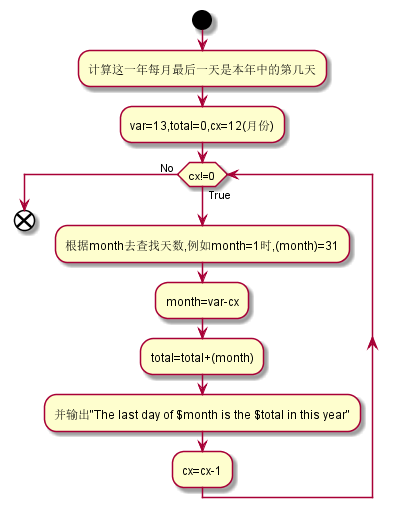 计算这一年每月最后一天是本年中的第几天
var=13,total=0,cx=12(月份)
No
cx!=0
True
根据month去查找天数,例如month=1时,(month)=31
month=var-cx
total=total+(month)
并输出"The last day of $month is the $total in this year"
cx=cx-1